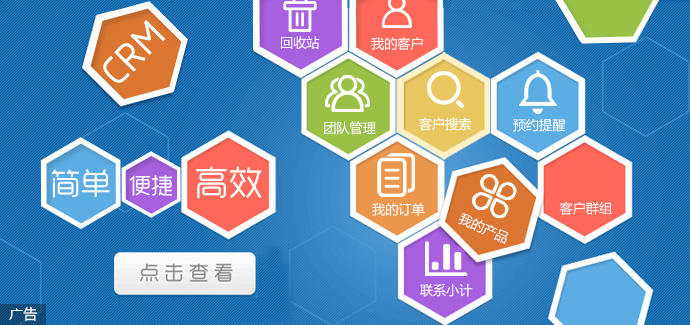 CRM
回收站
我的客户
团队管理
客户搜索
预约提醒
简单
便捷
高效
我的订单
我的产品
客户群组
点击查看
联系小计
广告